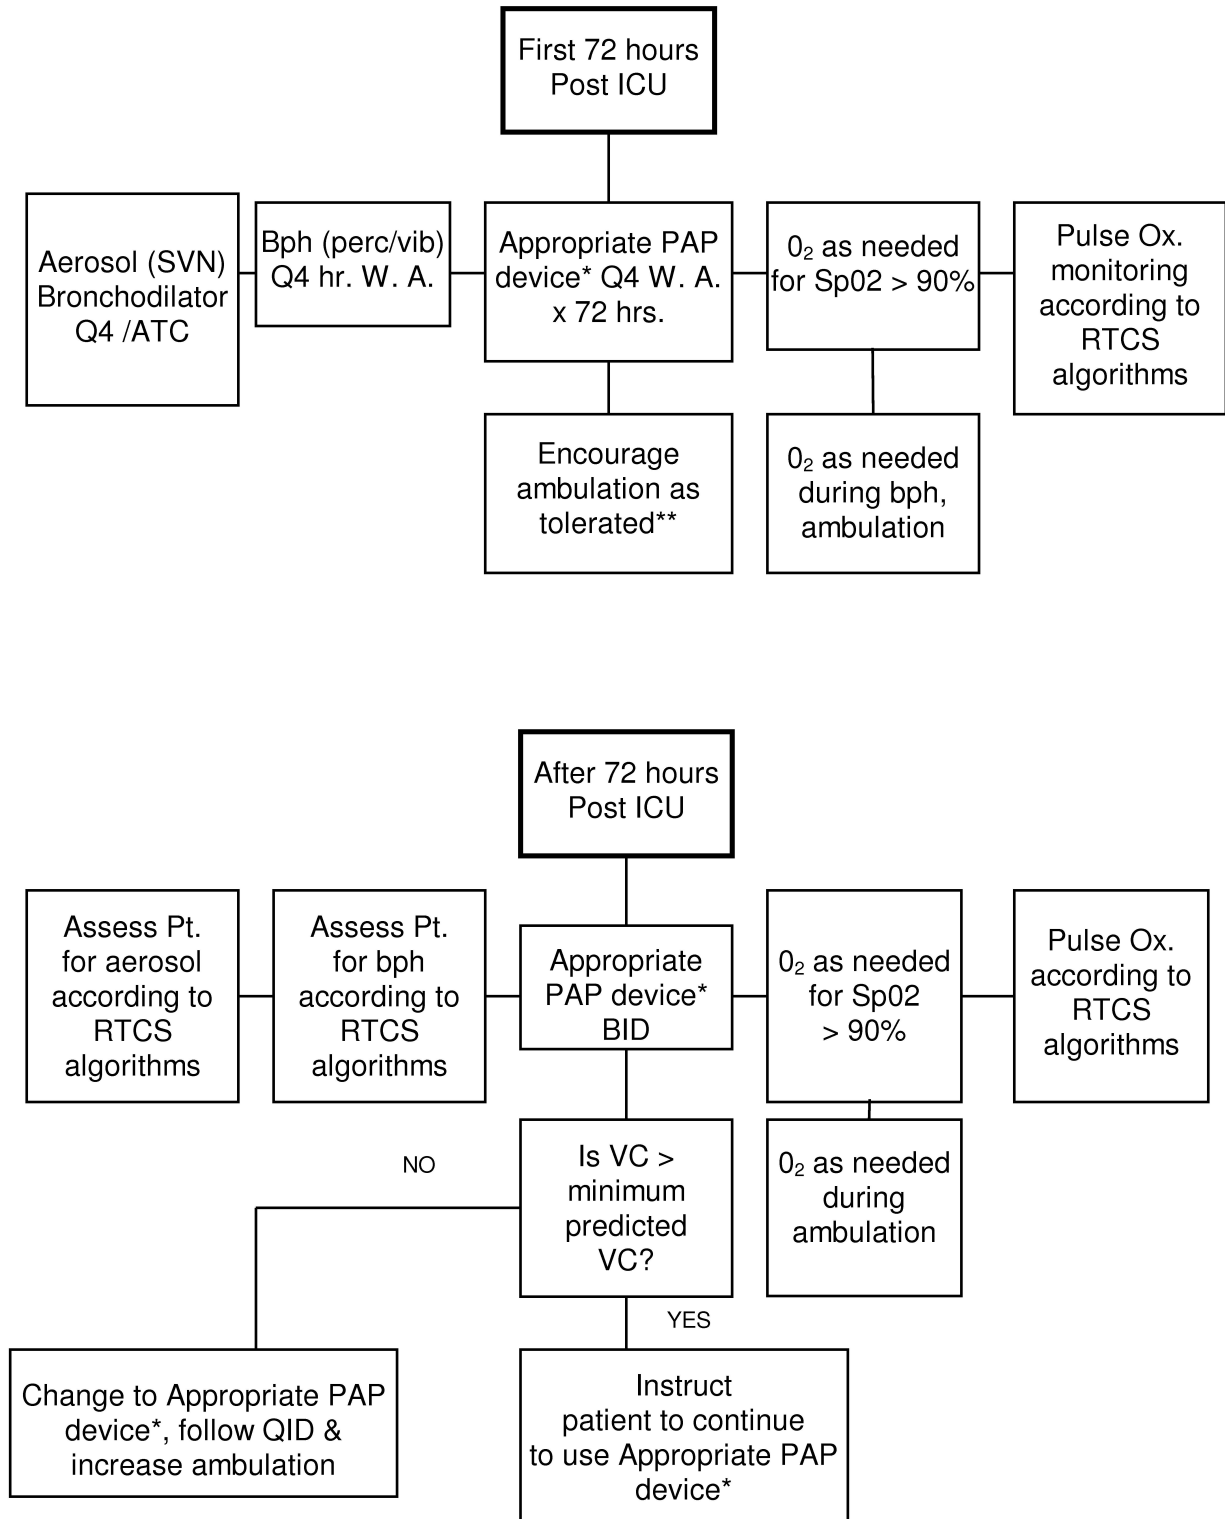 First 72 hours
Post ICU
Aerosol (SVN)
Bronchodilator
Q4 /ATC
Bph (perc/vib)
Q4 hr. W. A.
Appropriate PAP
device* Q4 W. A.
x 72 hrs.
0₂ as needed
for Sp02 > 90%
Pulse Ox.
monitoring
according to
RTCS
algorithms
Encourage
ambulation as
tolerated**
0₂ as needed
during bph,
ambulation
After 72 hours
Post ICU
Assess Pt.
for aerosol
according to
RTCS
algorithms
Assess Pt.
for bph
according to
RTCS
algorithms
Appropriate
PAP device*
BID
0₂ as needed
for Sp02
> 90%
Pulse Ox.
according to
RTCS
algorithms
NO
Is VC >
minimum
predicted
VC?
0₂ as needed
during
ambulation
YES
Change to Appropriate PAP
device*, follow QID &
increase ambulation
Instruct
patient to continue
to use Appropriate PAP
device*